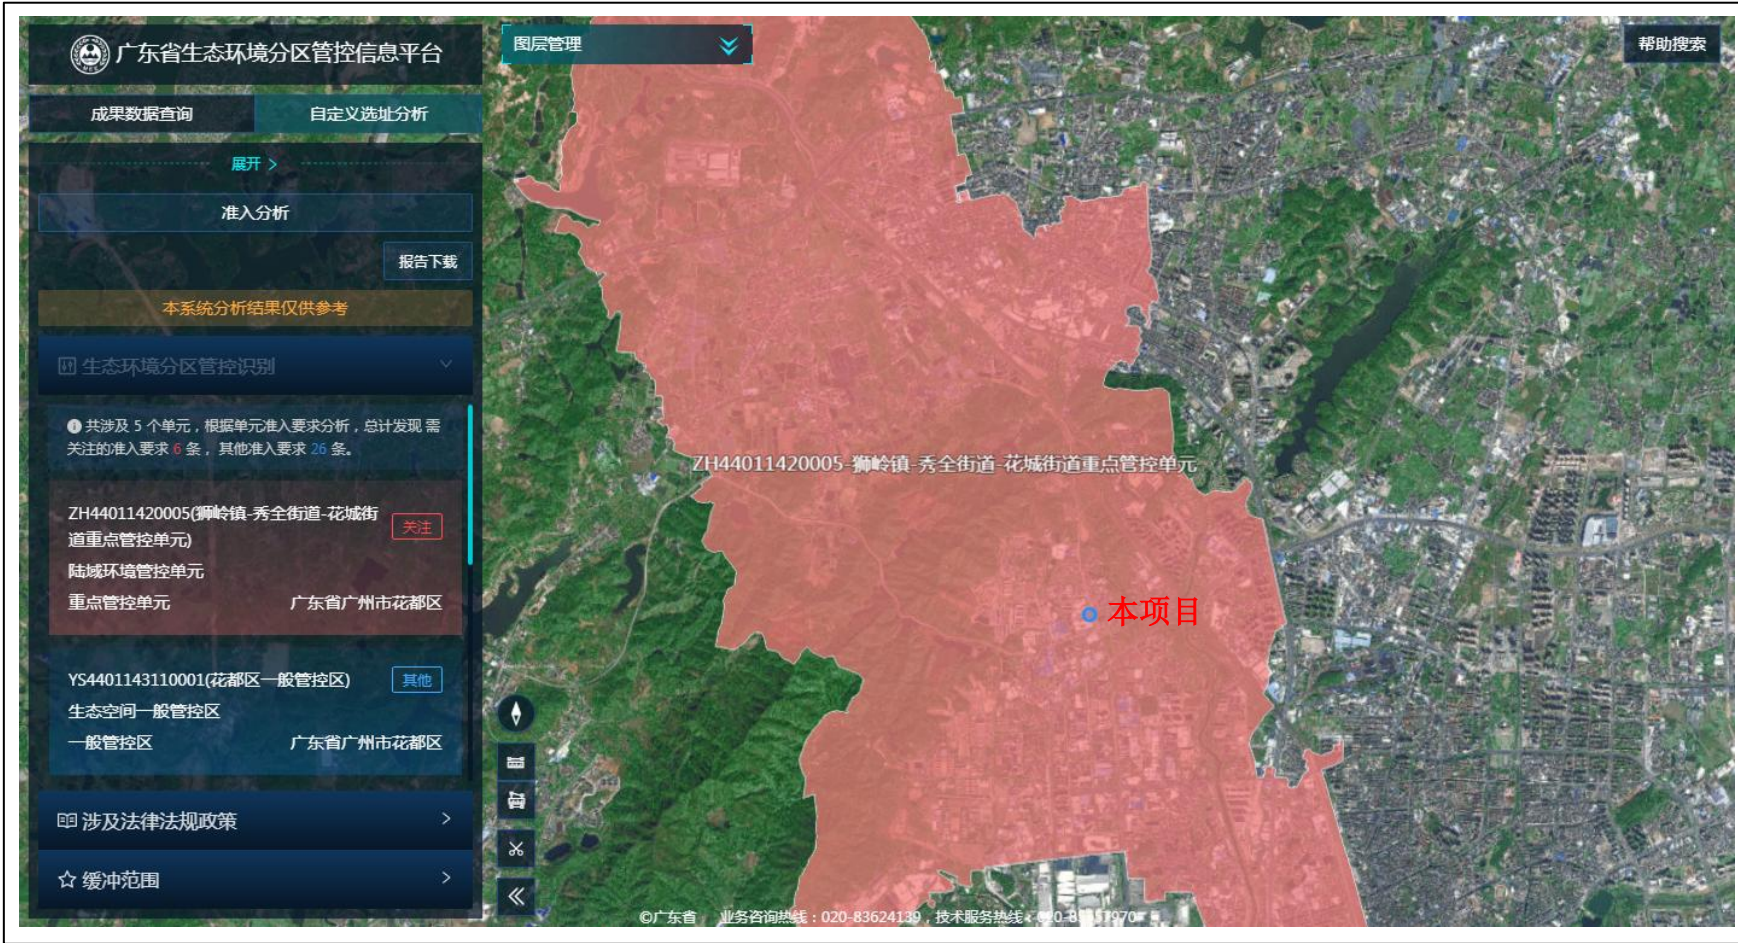 广东省生态环境分区管控信息平台
图层管理
帮助搜索
成果数据查询
自定义选址分析
展开 >
准入分析
报告下载
本系统分析结果仅供参考
生态环境分区管控识别
共涉及 5 个单元，根据单元准入要求分析，总计发现 需
关注的准入要求 6 条，其他准入要求 26 条。
ZH44011420005(狮岭镇-秀全街道-花城街
道重点管控单元)
关注
陆域环境管控单元
重点管控单元
广东省广州市花都区
YS4401143110001(花都区一般管控区)
其他
生态空间一般管控区
一般管控区
广东省广州市花都区
涉及法律法规政策
缓冲范围
ZH44011420005-狮岭镇-秀全街道-花城街道重点管控单元
本项目
©广东省 业务咨询热线：020-83624139，技术服务热线：020-